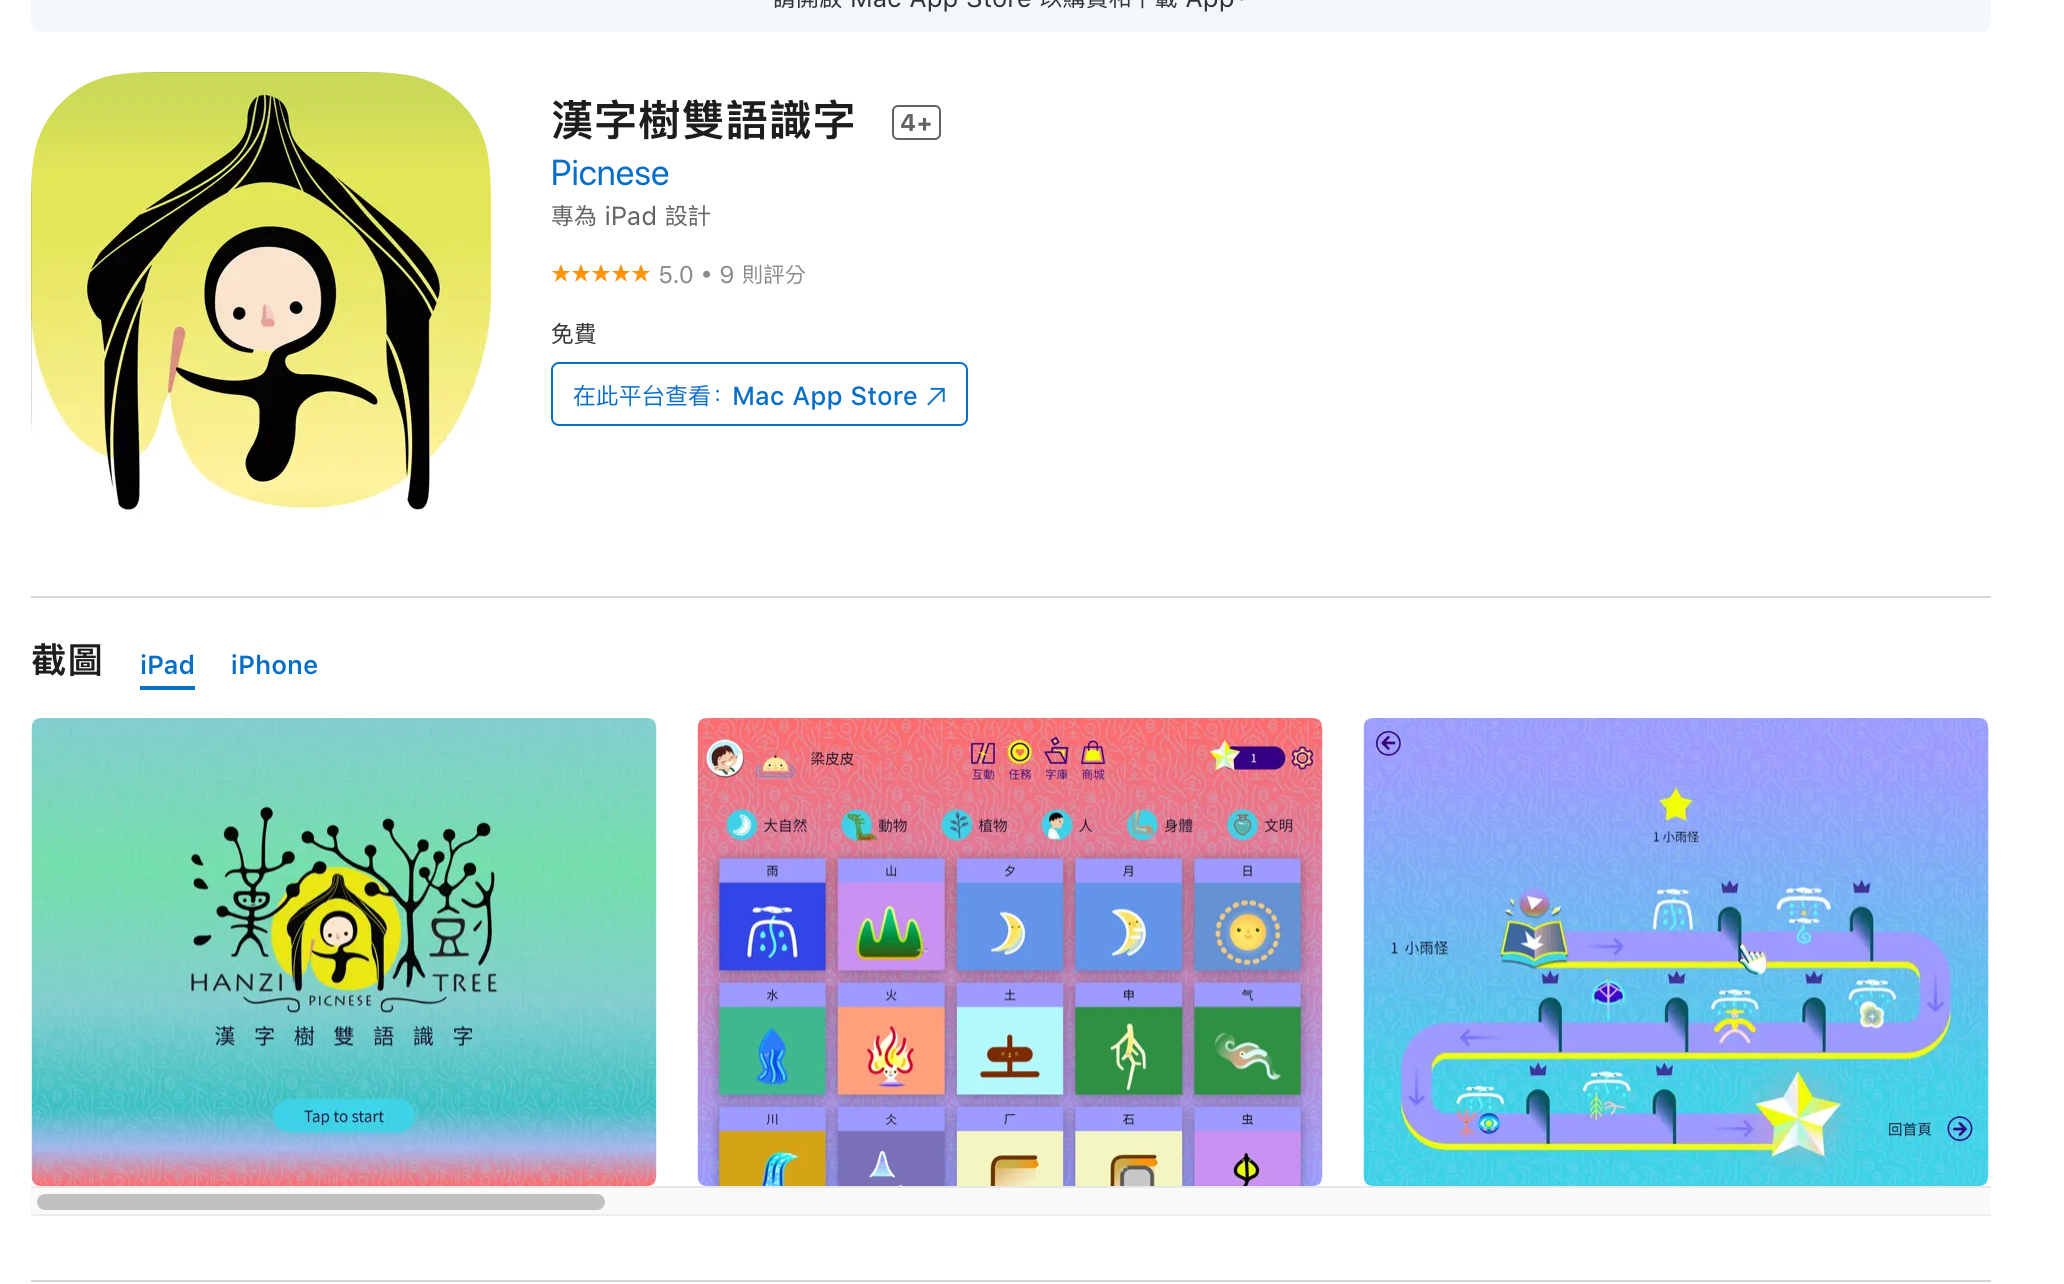 請開啟 Mac App Store 以購買和下載 App。
漢字樹雙語識字 4+
Picnese
專為 iPad 設計
★★★★★ 5.0 • 9 則評分
免費
在此平台查看：Mac App Store ↗
截圖 iPad iPhone
HANZI TREE
PICNESE
漢字樹雙語識字
Tap to start
梁皮皮
互動 任務 字庫 商城
1
大自然 動物 植物 人 身體 文明
雨 山 夕 月 日
水 火 土 申 气
川 仌 厂 石 虫
1 小雨怪
1 小雨怪
回首頁